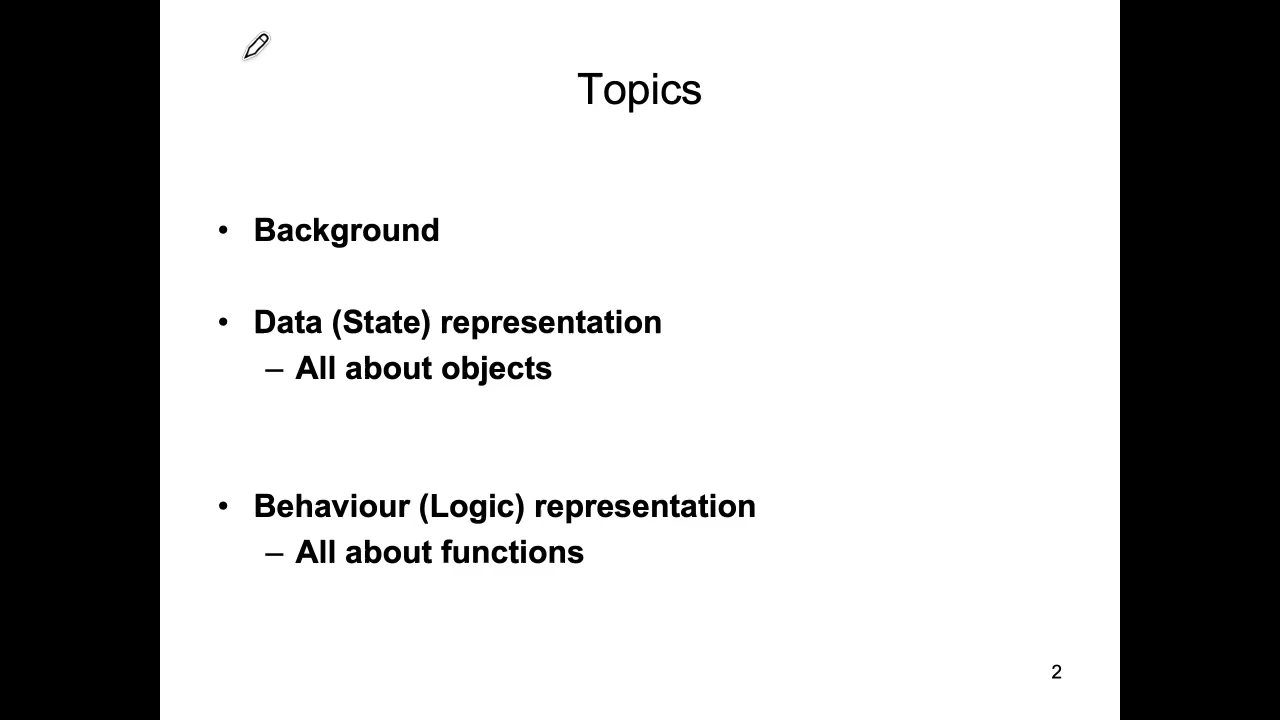 Topics
• Background
• Data (State) representation
– All about objects
• Behaviour (Logic) representation
– All about functions
2